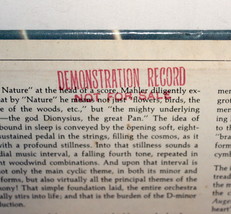 DEMONSTRATION RECORD
NOT FOR SALE
Nature" at the head of a score, Mahler diligently ex-
at by "Nature" he means not just "flowers, birds, the
of the woods, etc.," but "the mighty underlying
—the god Dionysius, the great Pan." The idea of
bound in sleep is conveyed by the opening soft, eight-
sustained pedal in the strings, filling the cosmos, as it
with a profound stillness. Into that stillness sounds a
dial music interval, a falling fourth tone, repeated in
woodwind combinations. And upon that interval is
not only the main cyclic theme, in both its minor and
forms, but also virtually all the principal themes of the
ony! That simple foundation laid, the entire orchestra
ally stirs into life; and that is the burden of the D-minor
duction.